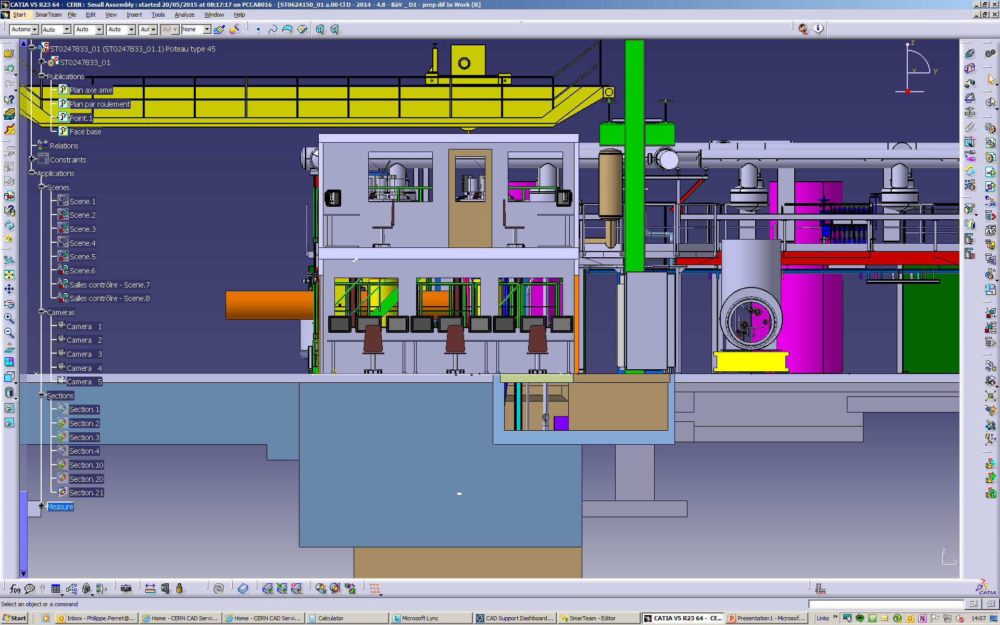 CATIA V5 R23 64 - CERN : Small Assembly : started 20/05/2015 at 08:17:17 on PCCA8016 - [ST0624150_01 a.00 Cl D - 2014 - 4.8 - BàV _ D1 - prep dif In Work (R]
Start SmarTeam File Edit View Insert Tools Analyze Window Help
Automa Auto Auto Auto Aut Aut None
ST0247833_01 (ST0247833_01.1) Poteau type 45
ST0247833_01
Publications
Plan axe ame
Plan par roulement
Point.1
Face base
Relations
Constraints
Applications
Scenes
Scene.1
Scene.2
Scene.3
Scene.4
Scene.5
Scene.6
Salles contrôlre - Scene.7
Salles contrôlre - Scene.8
Cameras
Camera 1
Camera 2
Camera 3
Camera 4
Camera 5
Sections
Section.1
Section.2
Section.3
Section.4
Section.10
Section.20
Section.21
Measure
z
x
y
z
y
f(x)
CATIA
Select an object or a command
Start Inbox - Philippe.Perret@... Home - CERN CAD Servi... Home - CERN CAD Servi... Calculator Microsoft Lync CAD Support Dashboard... SmarTeam - Editor CATIA V5 R23 64 - CE... Presentation1 - Microsof... Links » 14:07